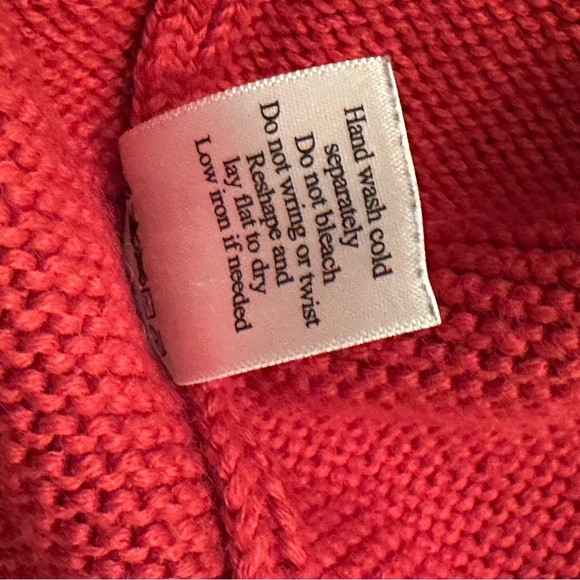 Hand wash cold
separately
Do not bleach
Do not wring or twist
Reshape and
lay flat to dry
Low iron if needed